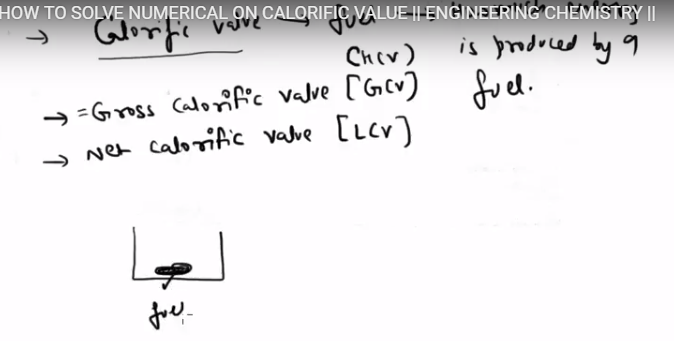 HOW TO SOLVE NUMERICAL ON CALORIFIC VALUE || ENGINEERING CHEMISTRY ||
→ Calorific value → fuel
is produced by a
fuel.
[HCV)
→ = Gross Calorific value [GCV)
→ Net calorific value [LCV]
fuel